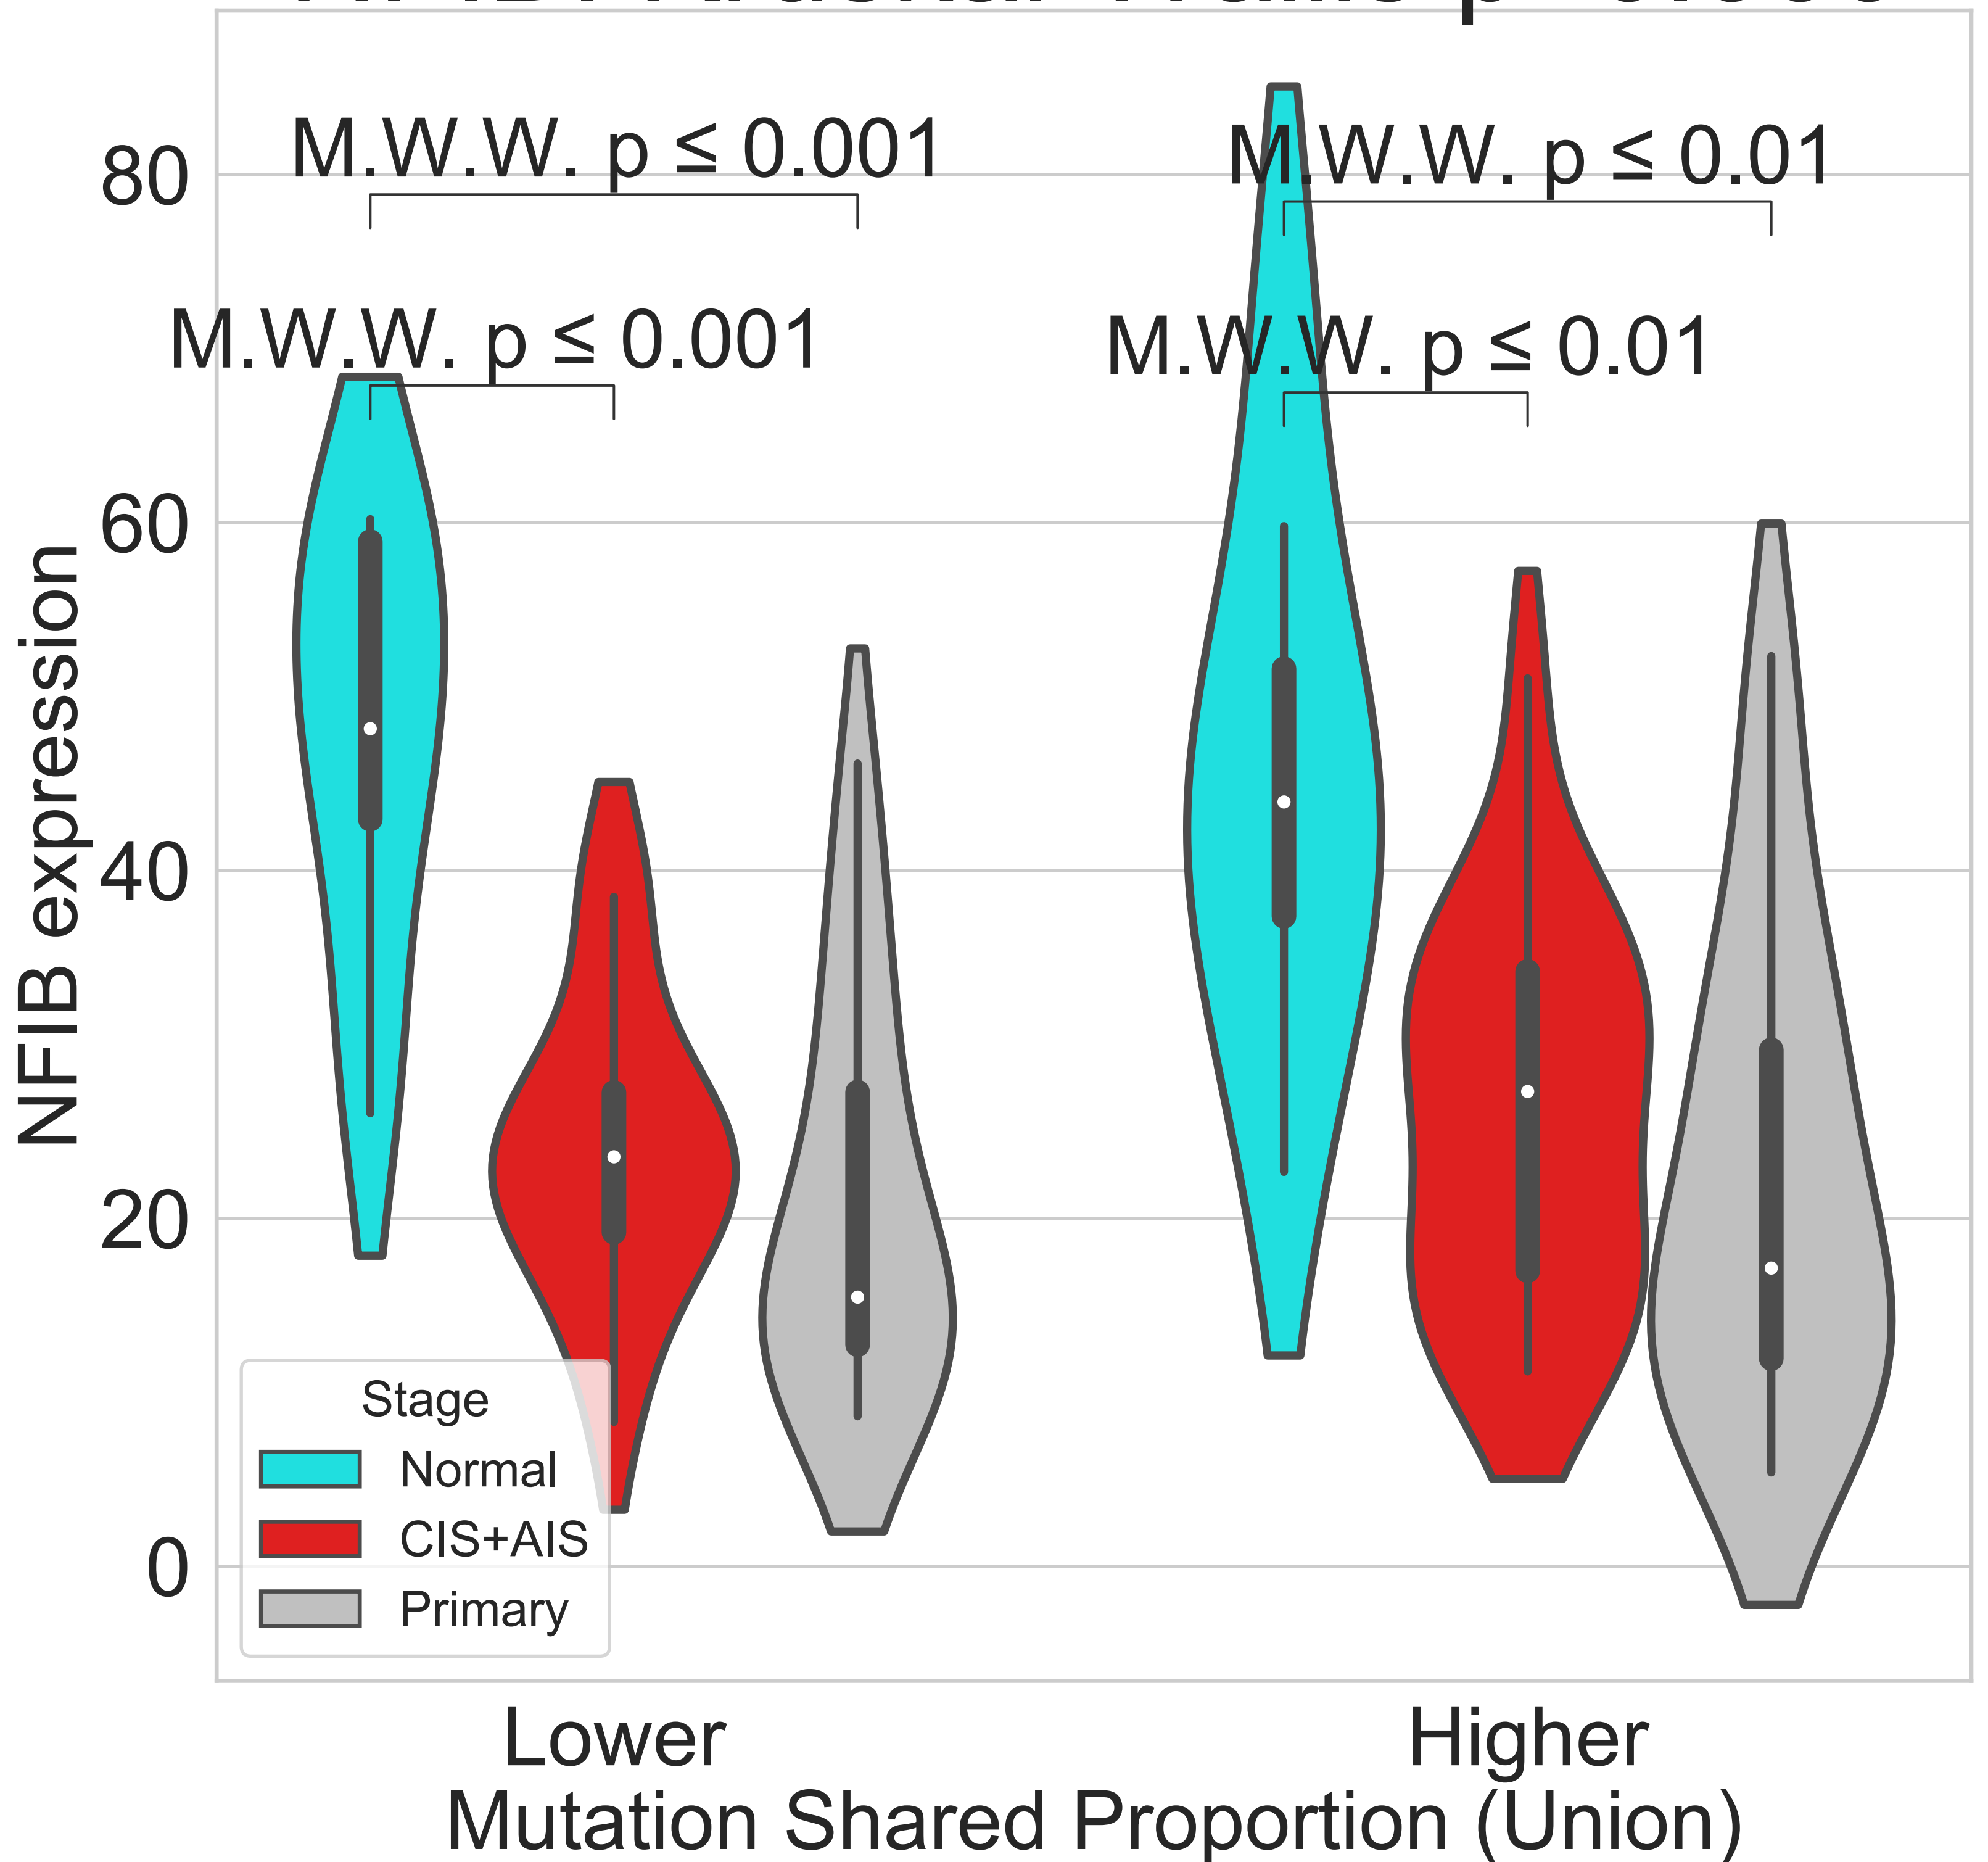 M.W.W. p ≤ 0.001
M.W.W. p ≤ 0.01
M.W.W. p ≤ 0.001
M.W.W. p ≤ 0.01
80
60
40
20
0
NFIB expression
Stage
Normal
CIS+AIS
Primary
Lower
Higher
Mutation Shared Proportion (Union)